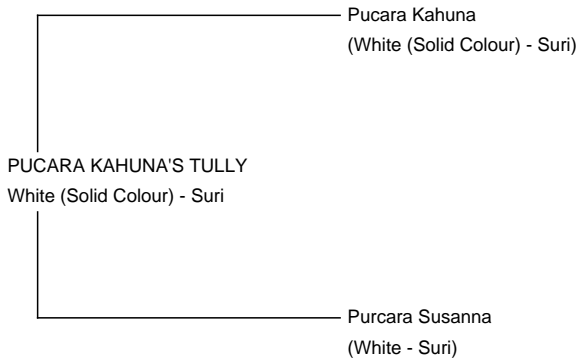 Pucara Kahuna
(White (Solid Colour) - Suri)
PUCARA KAHUNA'S TULLY
White (Solid Colour) - Suri
Purcara Susanna
(White - Suri)